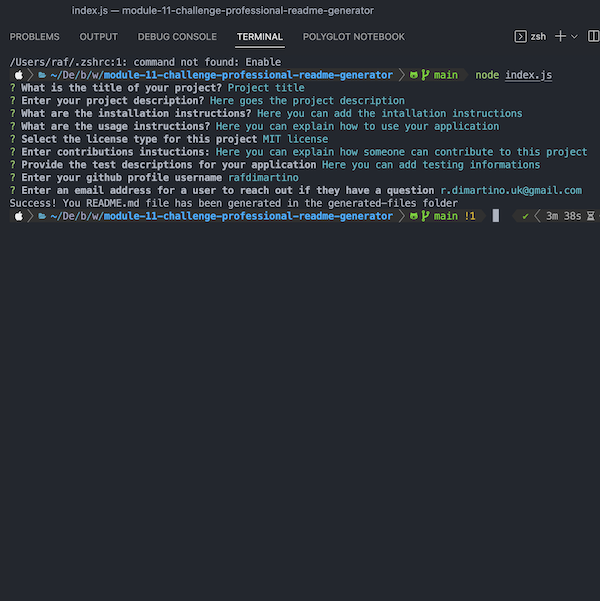 index.js — module-11-challenge-professional-readme-generator
PROBLEMS OUTPUT DEBUG CONSOLE TERMINAL POLYGLOT NOTEBOOK zsh
/Users/raf/.zshrc:1: command not found: Enable
~/De/b/w/module-11-challenge-professional-readme-generator main node index.js
? What is the title of your project? Project title
? Enter your project description? Here goes the project description
? What are the installation instructions? Here you can add the intallation instructions
? What are the usage instructions? Here you can explain how to use your application
? Select the license type for this project MIT license
? Enter contributions instuctions: Here you can explain how someone can contribute to this project
? Provide the test descriptions for your application Here you can add testing informations
? Enter your github profile username rafdimartino
? Enter an email address for a user to reach out if they have a question r.dimartino.uk@gmail.com
Success! You README.md file has been generated in the generated-files folder
~/De/b/w/module-11-challenge-professional-readme-generator main !1 ✔ 3m 38s